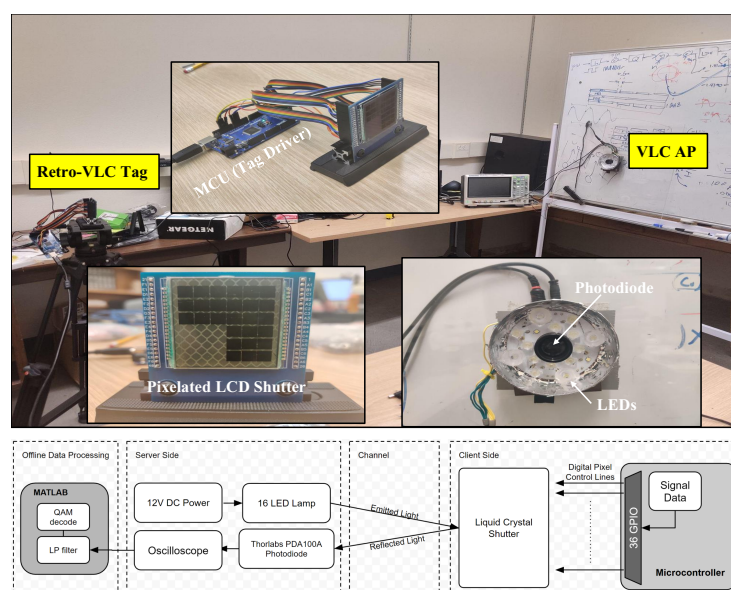 Retro-VLC Tag
MCU (Tag Driver)
VLC AP
NETGEAR
Pixelated LCD Shutter
Photodiode
LEDs
Offline Data Processing
MATLAB
QAM
decode
LP filter
Server Side
12V DC Power
16 LED Lamp
Oscilloscope
Thorlabs PDA100A
Photodiode
Channel
Emitted Light
Reflected Light
Client Side
Liquid Crystal
Shutter
Digital Pixel
Control Lines
36 GPIO
Signal
Data
Microcontroller